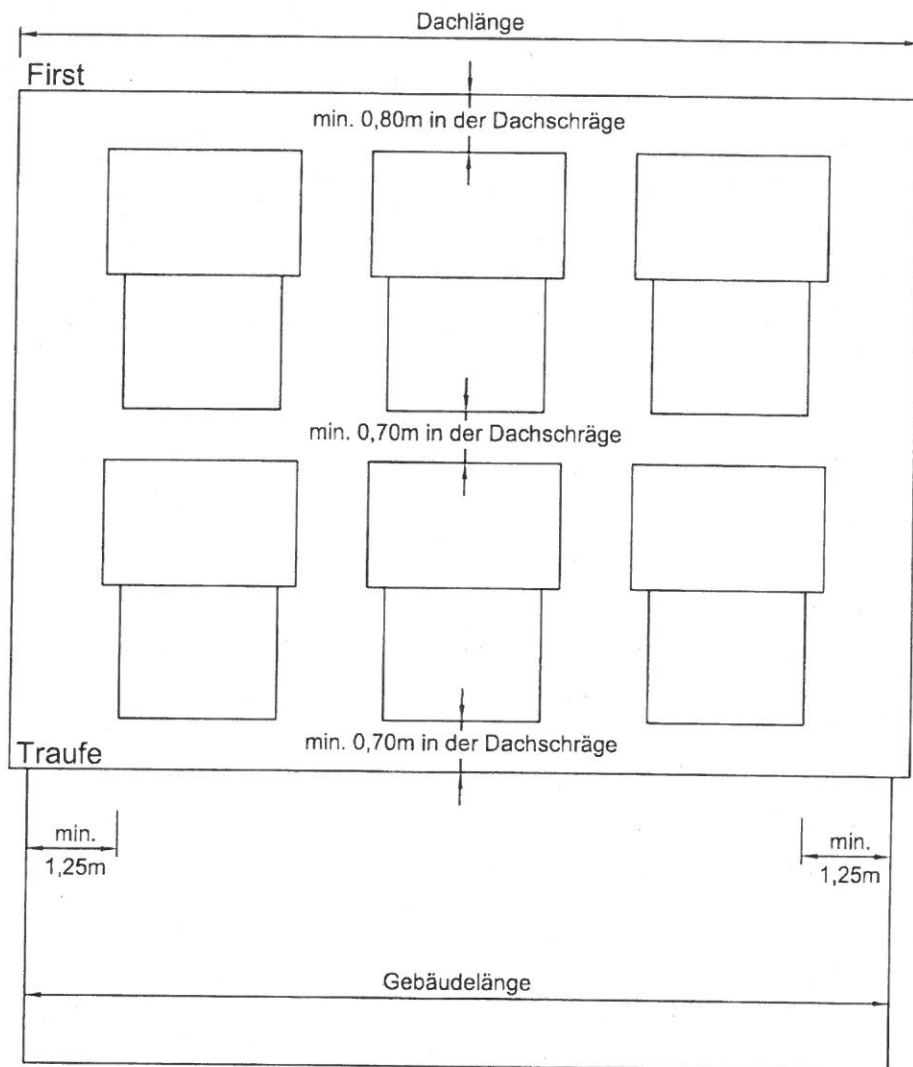 Dachlänge
First
min. 0,80m in der Dachschräge
min. 0,70m in der Dachschräge
min. 0,70m in der Dachschräge
Traufe
min.
1,25m
min.
1,25m
Gebäudelänge